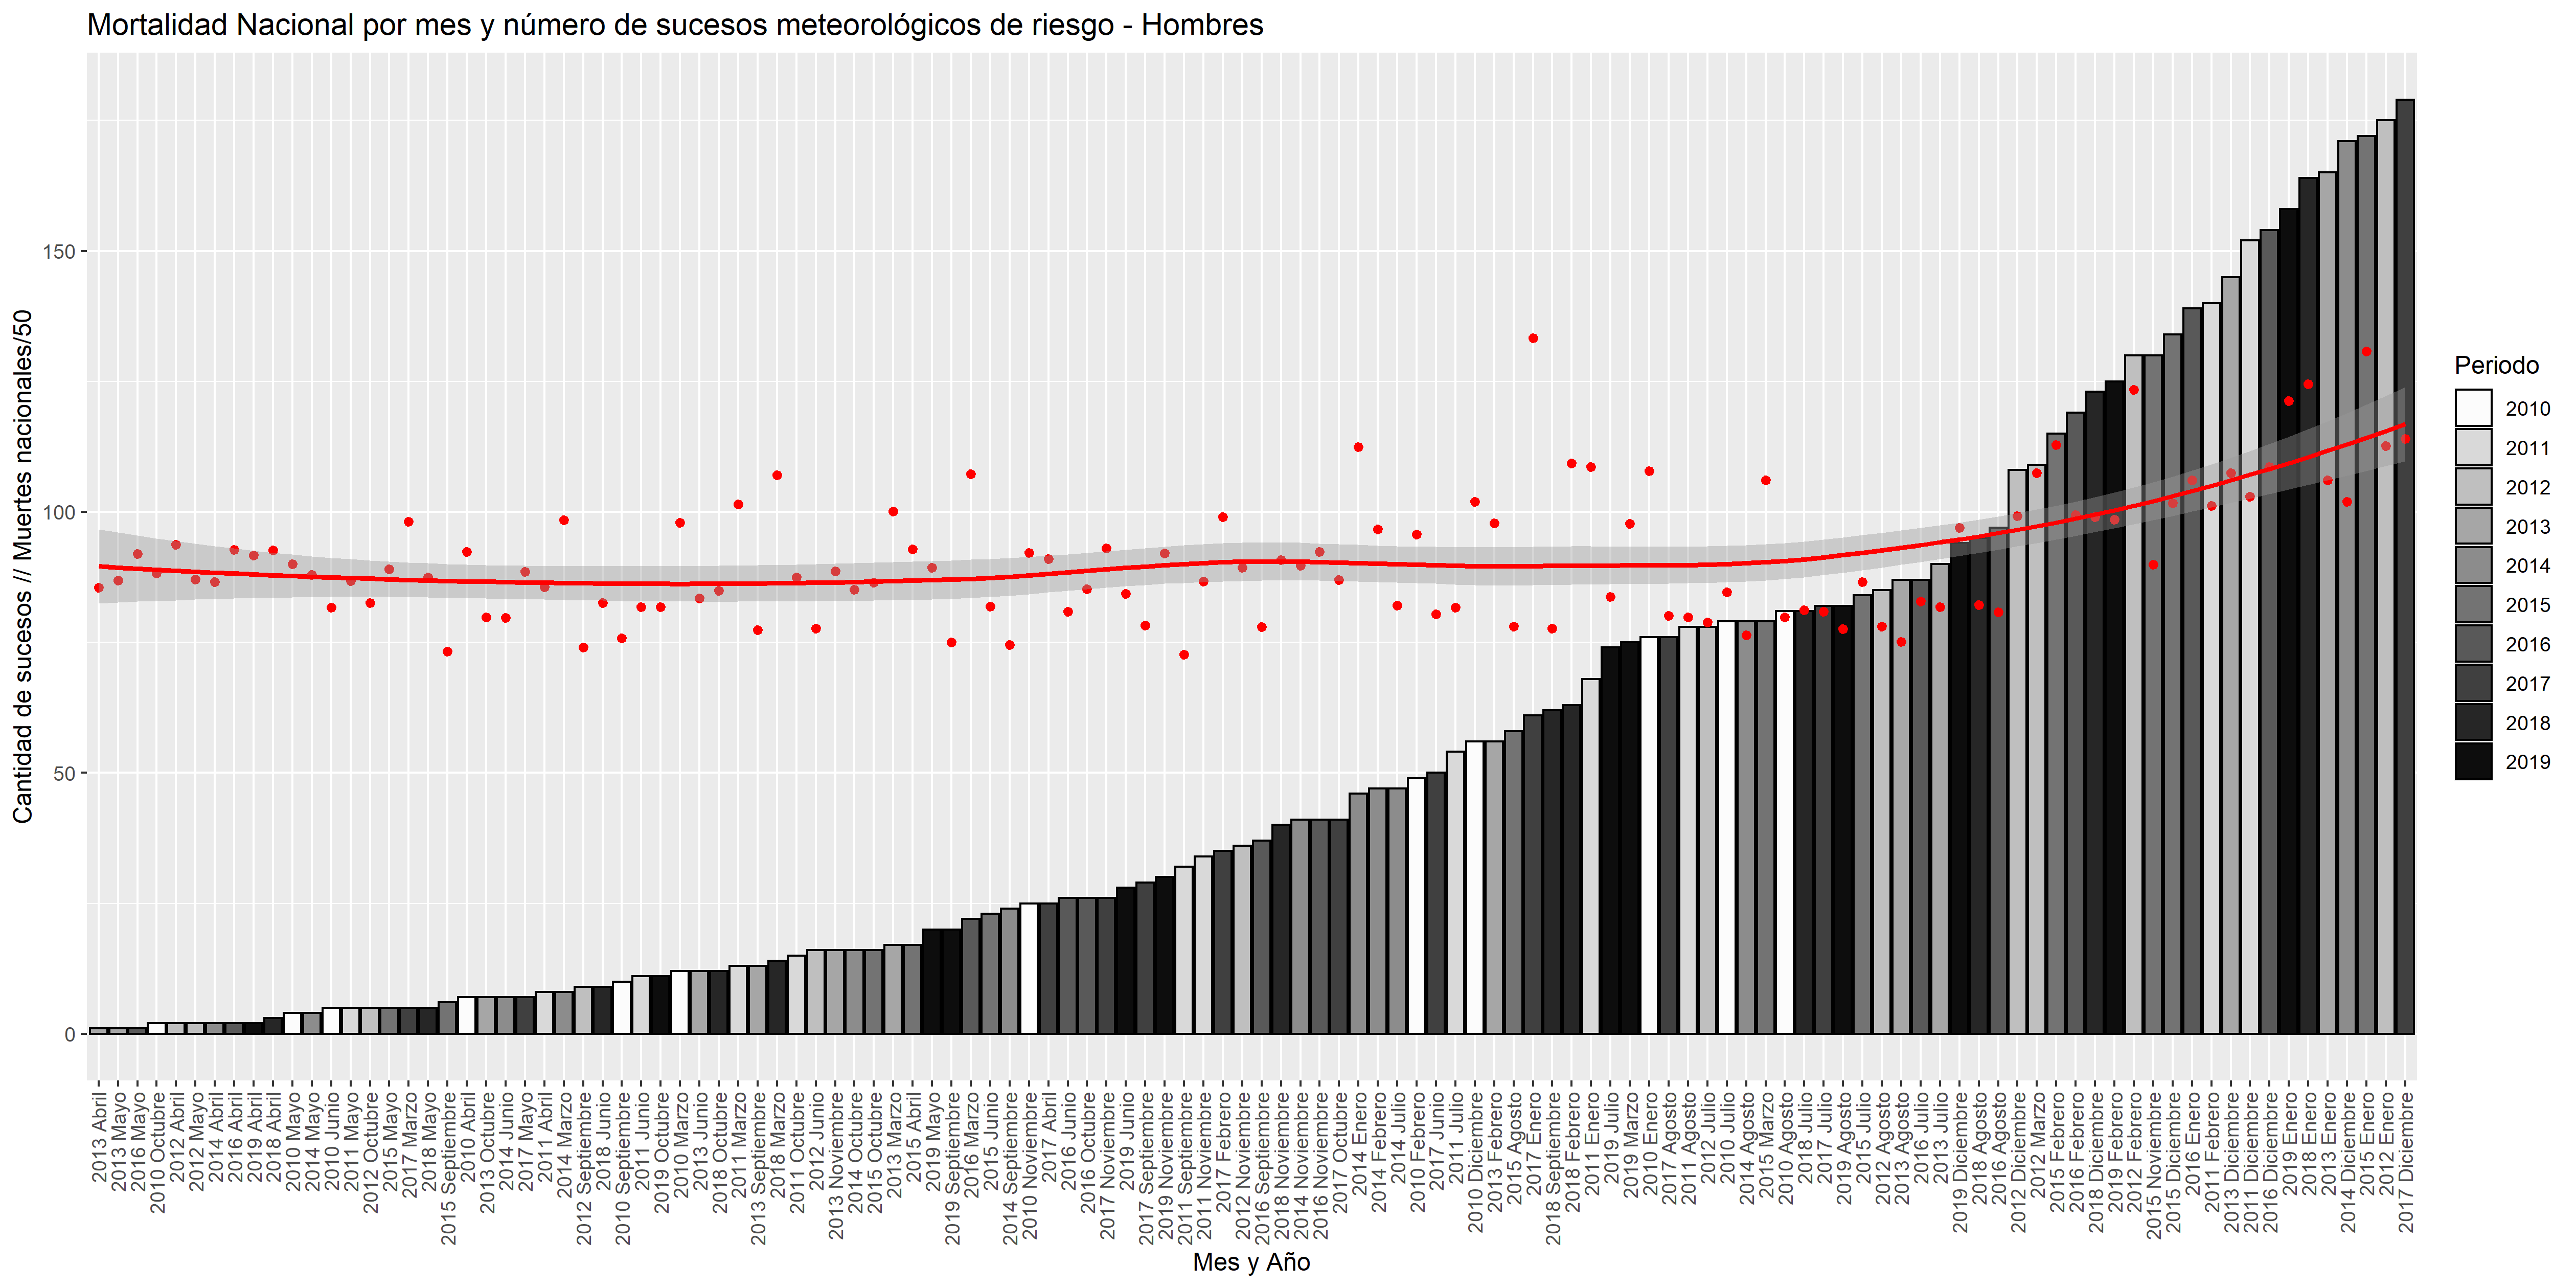 Mortalidad Nacional por mes y número de sucesos meteorológicos de riesgo - Hombres
Cantidad de sucesos // Muertes nacionales/50
150
100
50
0
2013 Abril
2013 Mayo
2016 Mayo
2010 Octubre
2012 Abril
2012 Mayo
2014 Abril
2016 Abril
2019 Abril
2018 Abril
2010 Mayo
2014 Mayo
2010 Junio
2011 Mayo
2012 Octubre
2015 Mayo
2017 Marzo
2018 Mayo
2015 Septiembre
2010 Abril
2013 Octubre
2014 Junio
2017 Mayo
2011 Abril
2014 Marzo
2012 Septiembre
2018 Junio
2010 Septiembre
2011 Junio
2019 Octubre
2010 Marzo
2013 Junio
2018 Octubre
2011 Marzo
2013 Septiembre
2018 Marzo
2011 Octubre
2012 Junio
2013 Noviembre
2014 Octubre
2015 Octubre
2013 Marzo
2015 Abril
2019 Mayo
2019 Septiembre
2016 Marzo
2015 Junio
2014 Septiembre
2010 Noviembre
2017 Abril
2016 Junio
2016 Octubre
2017 Noviembre
2019 Junio
2017 Septiembre
2019 Noviembre
2011 Septiembre
2011 Noviembre
2017 Febrero
2012 Noviembre
2016 Septiembre
2018 Noviembre
2014 Noviembre
2016 Noviembre
2017 Octubre
2014 Enero
2014 Febrero
2014 Julio
2010 Febrero
2017 Junio
2011 Julio
2010 Diciembre
2013 Febrero
2015 Agosto
2017 Enero
2018 Septiembre
2018 Febrero
2011 Enero
2019 Julio
2019 Marzo
2010 Enero
2017 Agosto
2011 Agosto
2012 Julio
2010 Julio
2014 Agosto
2015 Marzo
2010 Agosto
2018 Julio
2017 Julio
2019 Agosto
2015 Julio
2012 Agosto
2013 Agosto
2016 Julio
2013 Julio
2019 Diciembre
2018 Agosto
2016 Agosto
2012 Diciembre
2012 Marzo
2015 Febrero
2016 Febrero
2018 Diciembre
2019 Febrero
2012 Febrero
2015 Noviembre
2015 Diciembre
2016 Enero
2011 Febrero
2013 Diciembre
2011 Diciembre
2016 Diciembre
2019 Enero
2018 Enero
2013 Enero
2014 Diciembre
2015 Enero
2012 Enero
2017 Diciembre
Mes y Año
Periodo
2010
2011
2012
2013
2014
2015
2016
2017
2018
2019